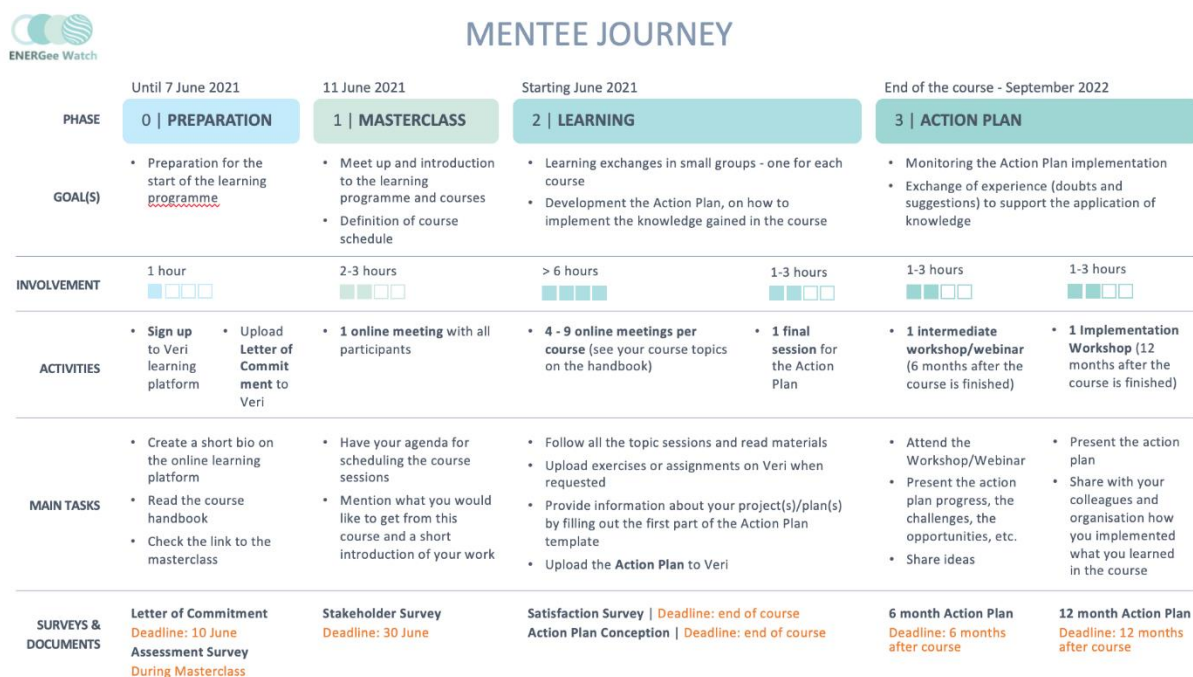 MENTEE JOURNEY
ENERGee Watch
Until 7 June 2021
11 June 2021
Starting June 2021
End of the course - September 2022
PHASE
0 | PREPARATION
1 | MASTERCLASS
2 | LEARNING
3 | ACTION PLAN
GOAL(S)
• Preparation for the
start of the learning
programme
• Meet up and introduction
to the learning
programme and courses
• Definition of course
schedule
• Learning exchanges in small groups - one for each
course
• Development the Action Plan, on how to
implement the knowledge gained in the course
• Monitoring the Action Plan implementation
• Exchange of experience (doubts and
suggestions) to support the application of
knowledge
INVOLVEMENT
1 hour
2-3 hours
> 6 hours
1-3 hours
1-3 hours
1-3 hours
ACTIVITIES
• Sign up
to Veri
learning
platform
• Upload
Letter of
Commit
ment to
Veri
• 1 online meeting with all
participants
• 4 - 9 online meetings per
course (see your course topics
on the handbook)
• 1 final
session for
the Action
Plan
• 1 intermediate
workshop/webinar
(6 months after the
course is finished)
• 1 Implementation
Workshop (12
months after the
course is finished)
MAIN TASKS
• Create a short bio on
the online learning
platform
• Read the course
handbook
• Check the link to the
masterclass
• Have your agenda for
scheduling the course
sessions
• Mention what you would
like to get from this
course and a short
introduction of your work
• Follow all the topic sessions and read materials
• Upload exercises or assignments on Veri when
requested
• Provide information about your project(s)/plan(s)
by filling out the first part of the Action Plan
template
• Upload the Action Plan to Veri
• Attend the
Workshop/Webinar
• Present the action
plan progress, the
challenges, the
opportunities, etc.
• Share ideas
• Present the action
plan
• Share with your
colleagues and
organisation how
you implemented
what you learned
in the course
SURVEYS &
DOCUMENTS
Letter of Commitment
Deadline: 10 June
Assessment Survey
During Masterclass
Stakeholder Survey
Deadline: 30 June
Satisfaction Survey | Deadline: end of course
Action Plan Conception | Deadline: end of course
6 month Action Plan
Deadline: 6 months
after course
12 month Action Plan
Deadline: 12 months
after course